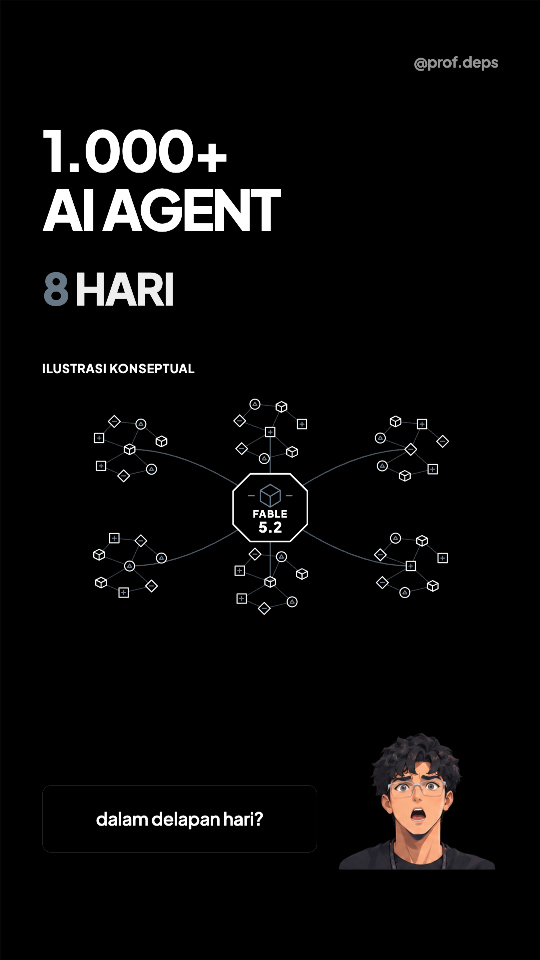 @prof.deps
1.000+
AI AGENT
8 HARI
ILUSTRASI KONSEPTUAL
FABLE
5.2
dalam delapan hari?